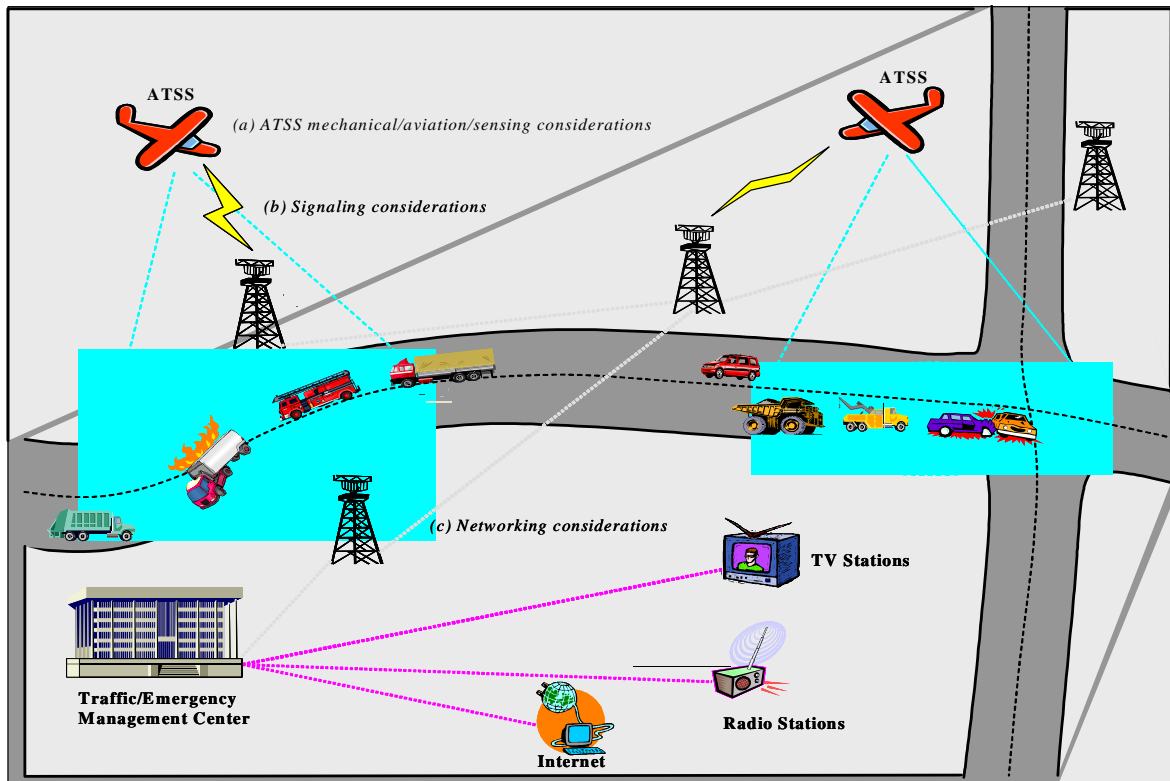 ATSS
ATSS
(a) ATSS mechanical/aviation/sensing considerations
(b) Signaling considerations
(c) Networking considerations
TV Stations
Traffic/Emergency
Management Center
Radio Stations
Internet